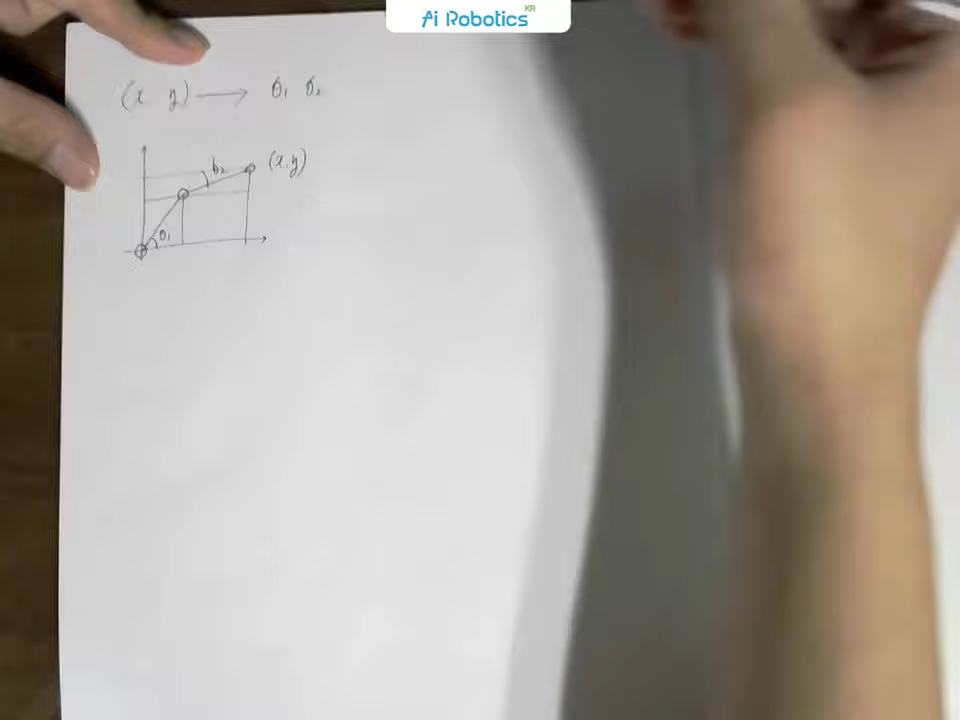 Ai Robotics KR
(x y) → θ₁ θ₂
θ₂ (x,y)
θ₁